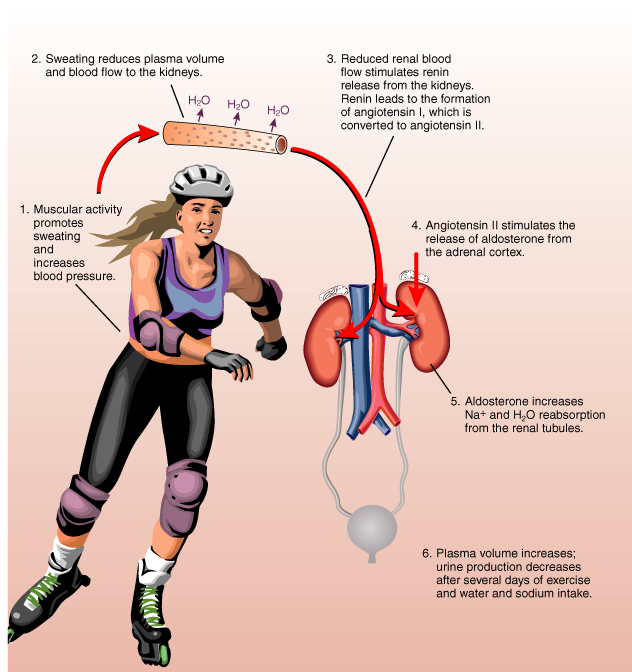 2. Sweating reduces plasma volume
and blood flow to the kidneys.
H₂O
H₂O
H₂O
3. Reduced renal blood
flow stimulates renin
release from the kidneys.
Renin leads to the formation
of angiotensin I, which is
converted to angiotensin II.
1. Muscular activity
promotes
sweating
and
increases
blood pressure.
4. Angiotensin II stimulates the
release of aldosterone from
the adrenal cortex.
5. Aldosterone increases
Na⁺ and H₂O reabsorption
from the renal tubules.
6. Plasma volume increases;
urine production decreases
after several days of exercise
and water and sodium intake.